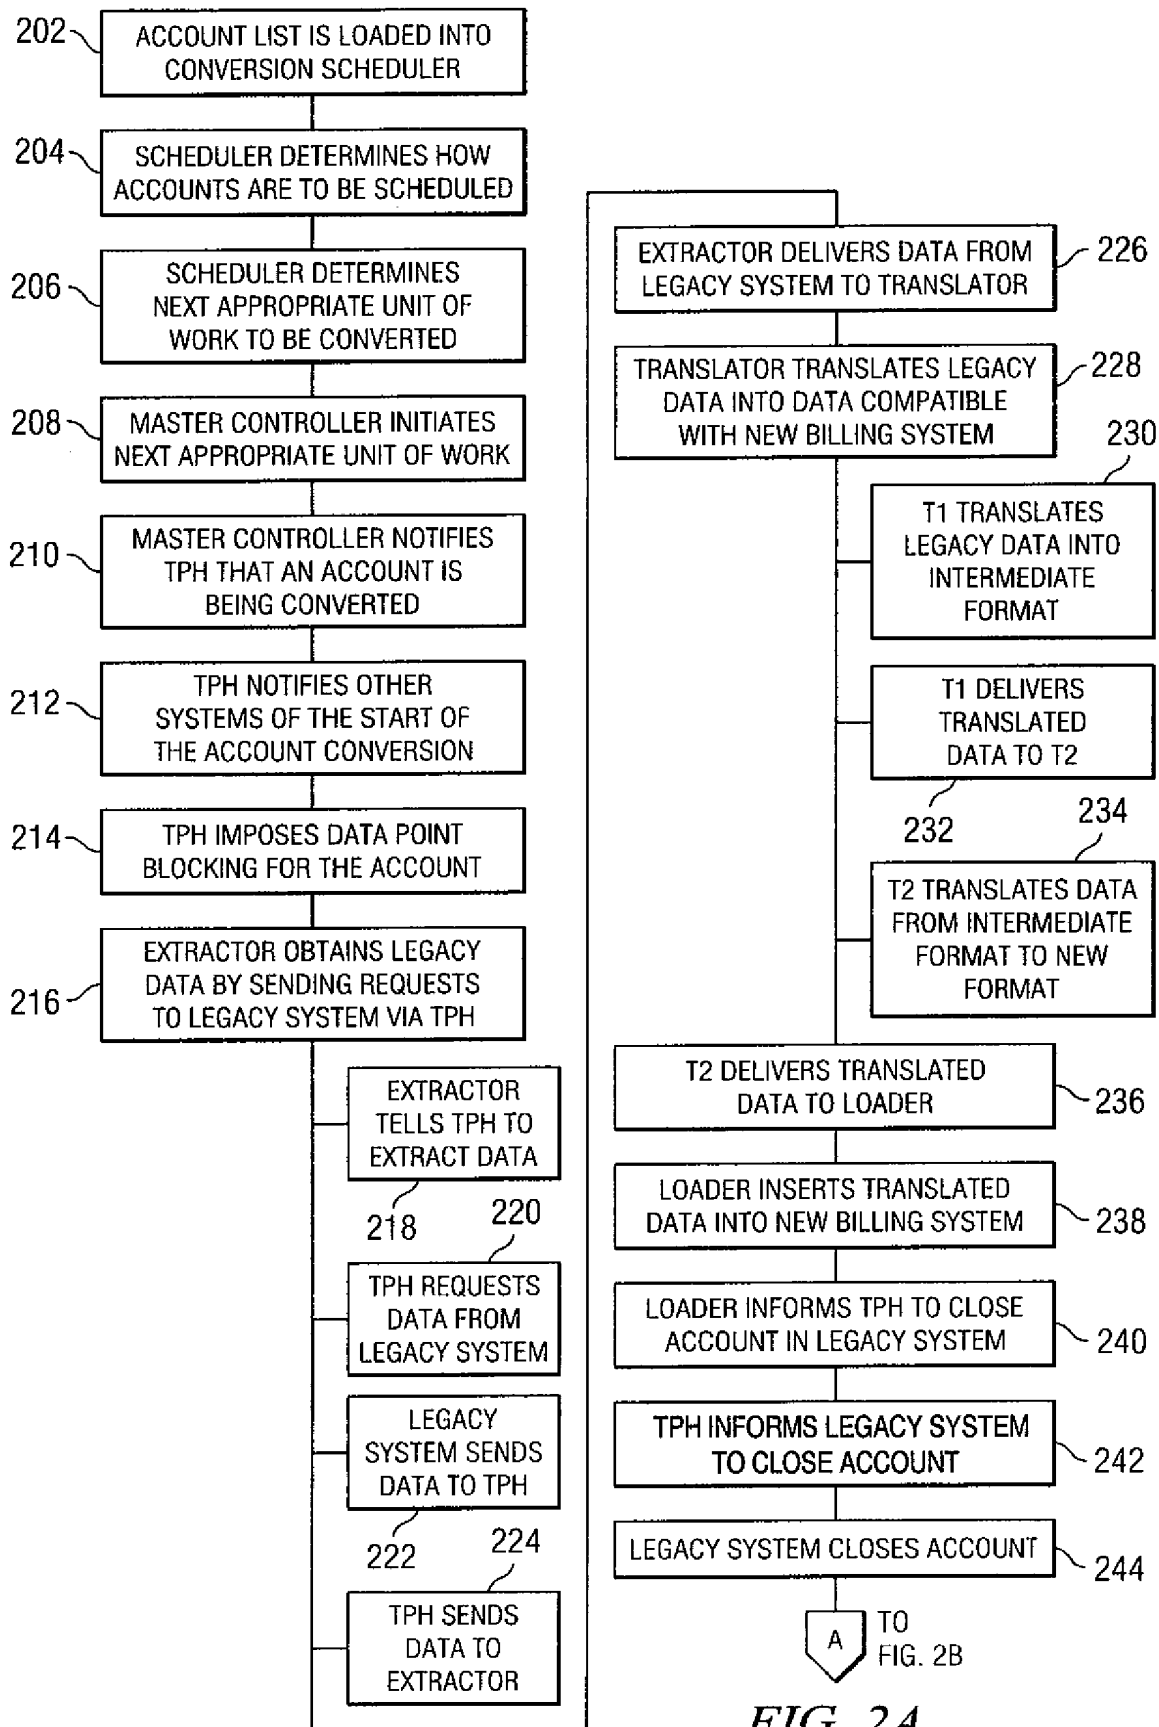 202
ACCOUNT LIST IS LOADED INTO
CONVERSION SCHEDULER
204
SCHEDULER DETERMINES HOW
ACCOUNTS ARE TO BE SCHEDULED
206
SCHEDULER DETERMINES
NEXT APPROPRIATE UNIT OF
WORK TO BE CONVERTED
208
MASTER CONTROLLER INITIATES
NEXT APPROPRIATE UNIT OF WORK
210
MASTER CONTROLLER NOTIFIES
TPH THAT AN ACCOUNT IS
BEING CONVERTED
212
TPH NOTIFIES OTHER
SYSTEMS OF THE START OF
THE ACCOUNT CONVERSION
214
TPH IMPOSES DATA POINT
BLOCKING FOR THE ACCOUNT
216
EXTRACTOR OBTAINS LEGACY
DATA BY SENDING REQUESTS
TO LEGACY SYSTEM VIA TPH
EXTRACTOR
TELLS TPH TO
EXTRACT DATA
218
220
TPH REQUESTS
DATA FROM
LEGACY SYSTEM
LEGACY
SYSTEM SENDS
DATA TO TPH
222
224
TPH SENDS
DATA TO
EXTRACTOR
EXTRACTOR DELIVERS DATA FROM
LEGACY SYSTEM TO TRANSLATOR
226
TRANSLATOR TRANSLATES LEGACY
DATA INTO DATA COMPATIBLE
WITH NEW BILLING SYSTEM
228
230
T1 TRANSLATES
LEGACY DATA INTO
INTERMEDIATE
FORMAT
T1 DELIVERS
TRANSLATED
DATA TO T2
232
234
T2 TRANSLATES DATA
FROM INTERMEDIATE
FORMAT TO NEW
FORMAT
T2 DELIVERS TRANSLATED
DATA TO LOADER
236
LOADER INSERTS TRANSLATED
DATA INTO NEW BILLING SYSTEM
238
LOADER INFORMS TPH TO CLOSE
ACCOUNT IN LEGACY SYSTEM
240
TPH INFORMS LEGACY SYSTEM
TO CLOSE ACCOUNT
242
LEGACY SYSTEM CLOSES ACCOUNT
244
A
TO
FIG. 2B
FIG. 2A